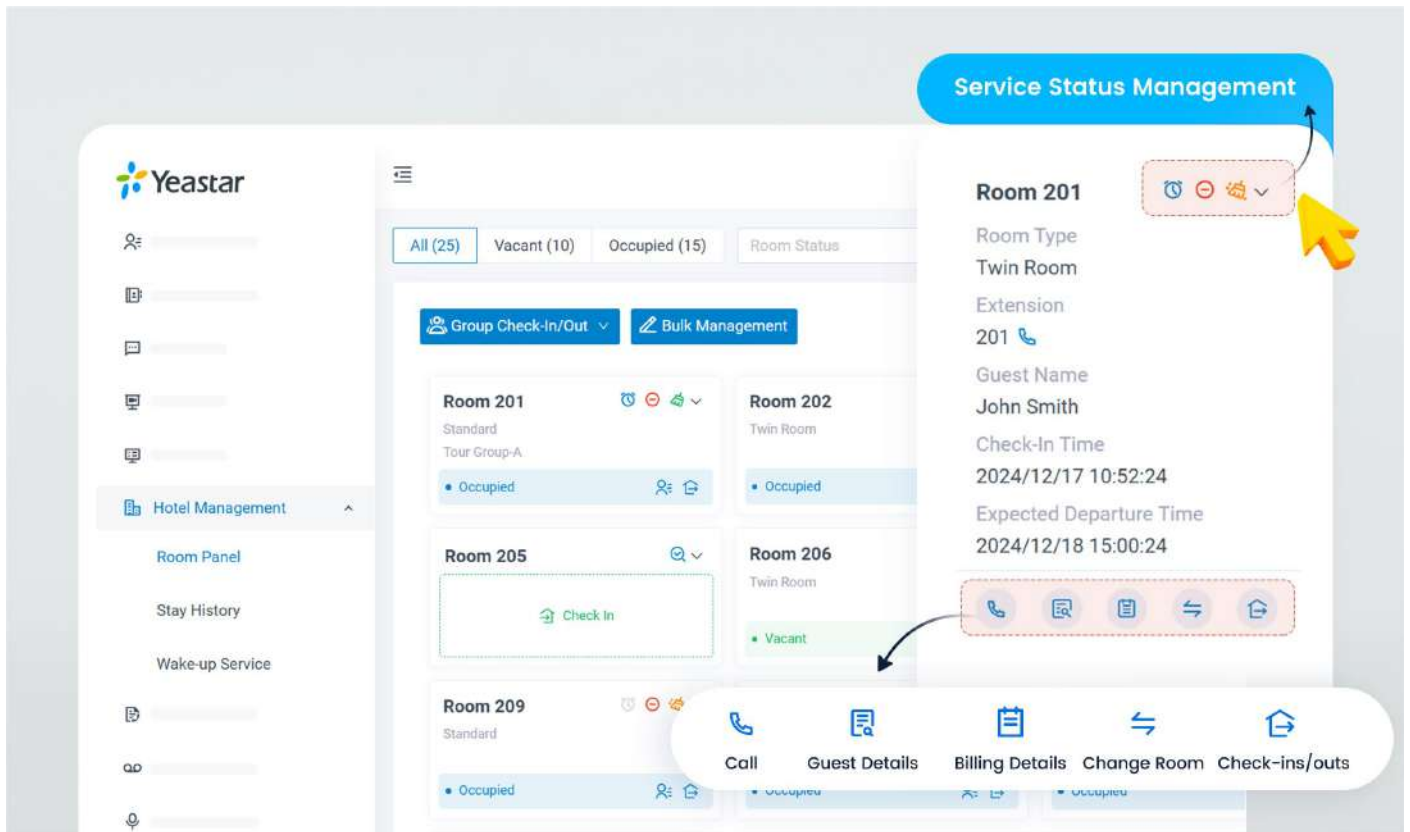 Service Status Management
Yeastar
All (25)
Vacant (10)
Occupied (15)
Room Status
Group Check-In/Out
Bulk Management
Room 201
Standard
Tour Group-A
Occupied
Room 202
Twin Room
Occupied
Hotel Management
Room Panel
Stay History
Wake-up Service
Room 205
Check In
Room 206
Twin Room
Vacant
Room 209
Standard
Occupied
Occupied
Occupied
Room 201
Room Type
Twin Room
Extension
201
Guest Name
John Smith
Check-In Time
2024/12/17 10:52:24
Expected Departure Time
2024/12/18 15:00:24
Call
Guest Details
Billing Details
Change Room
Check-ins/outs